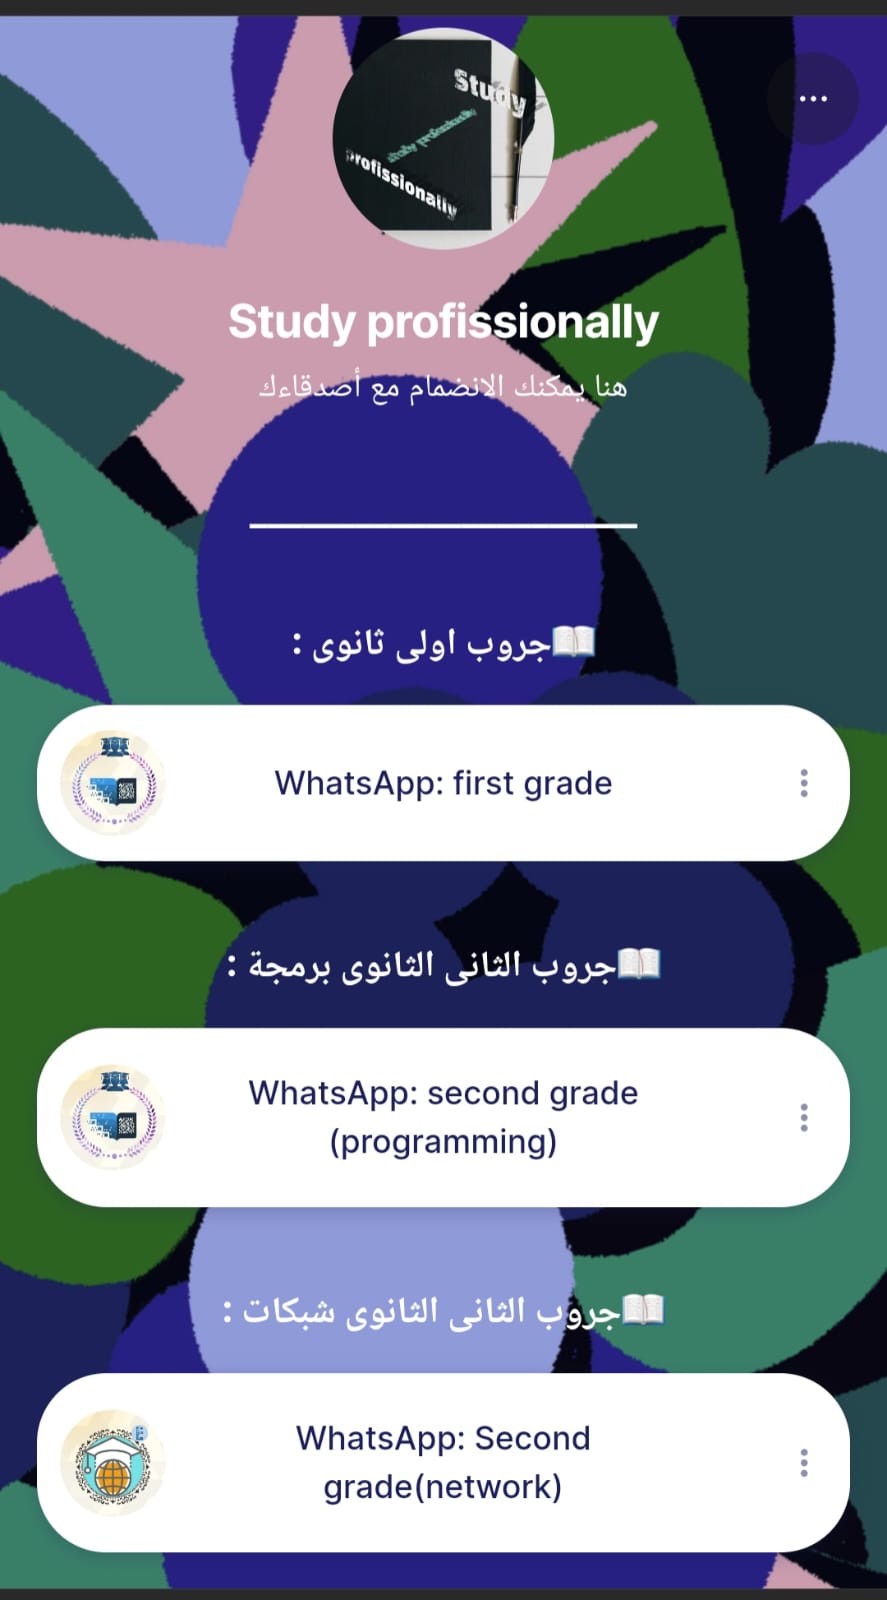 Study
study profissionally
profissionally
Study profissionally
هنا يمكنك الانضمام مع أصدقاءك
📖جروب اولى ثانوى :
WhatsApp: first grade
📖جروب الثانى الثانوى برمجة :
WhatsApp: second grade
(programming)
📖جروب الثانى الثانوى شبكات :
WhatsApp: Second
grade(network)